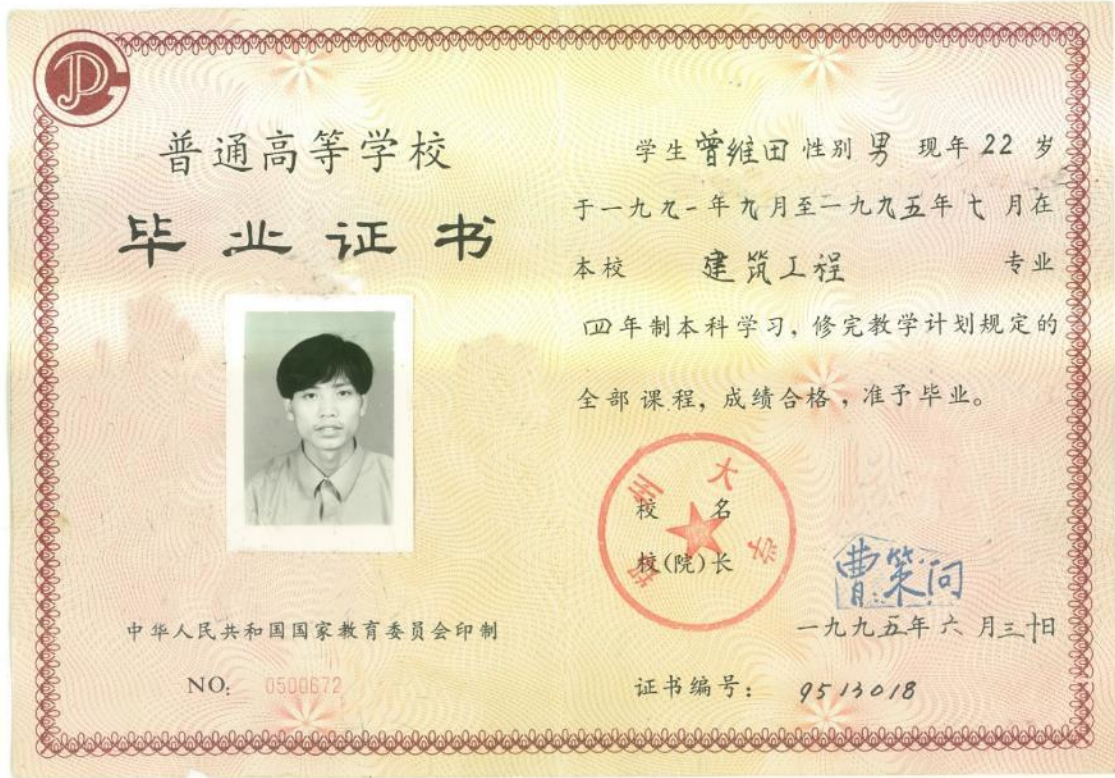 普通高等学校
毕业证书
中华人民共和国国家教育委员会印制
NO: 0500672
学生 曾维田 性别 男 现年 22 岁
于一九九一年九月至一九九五年七月在
本校 建筑工程 专业
四年制本科学习，修完教学计划规定的
全部课程，成绩合格，准予毕业。
郑州大学
校 名
校(院)长 曹策问
一九九五年六月三十日
证书编号： 9513018